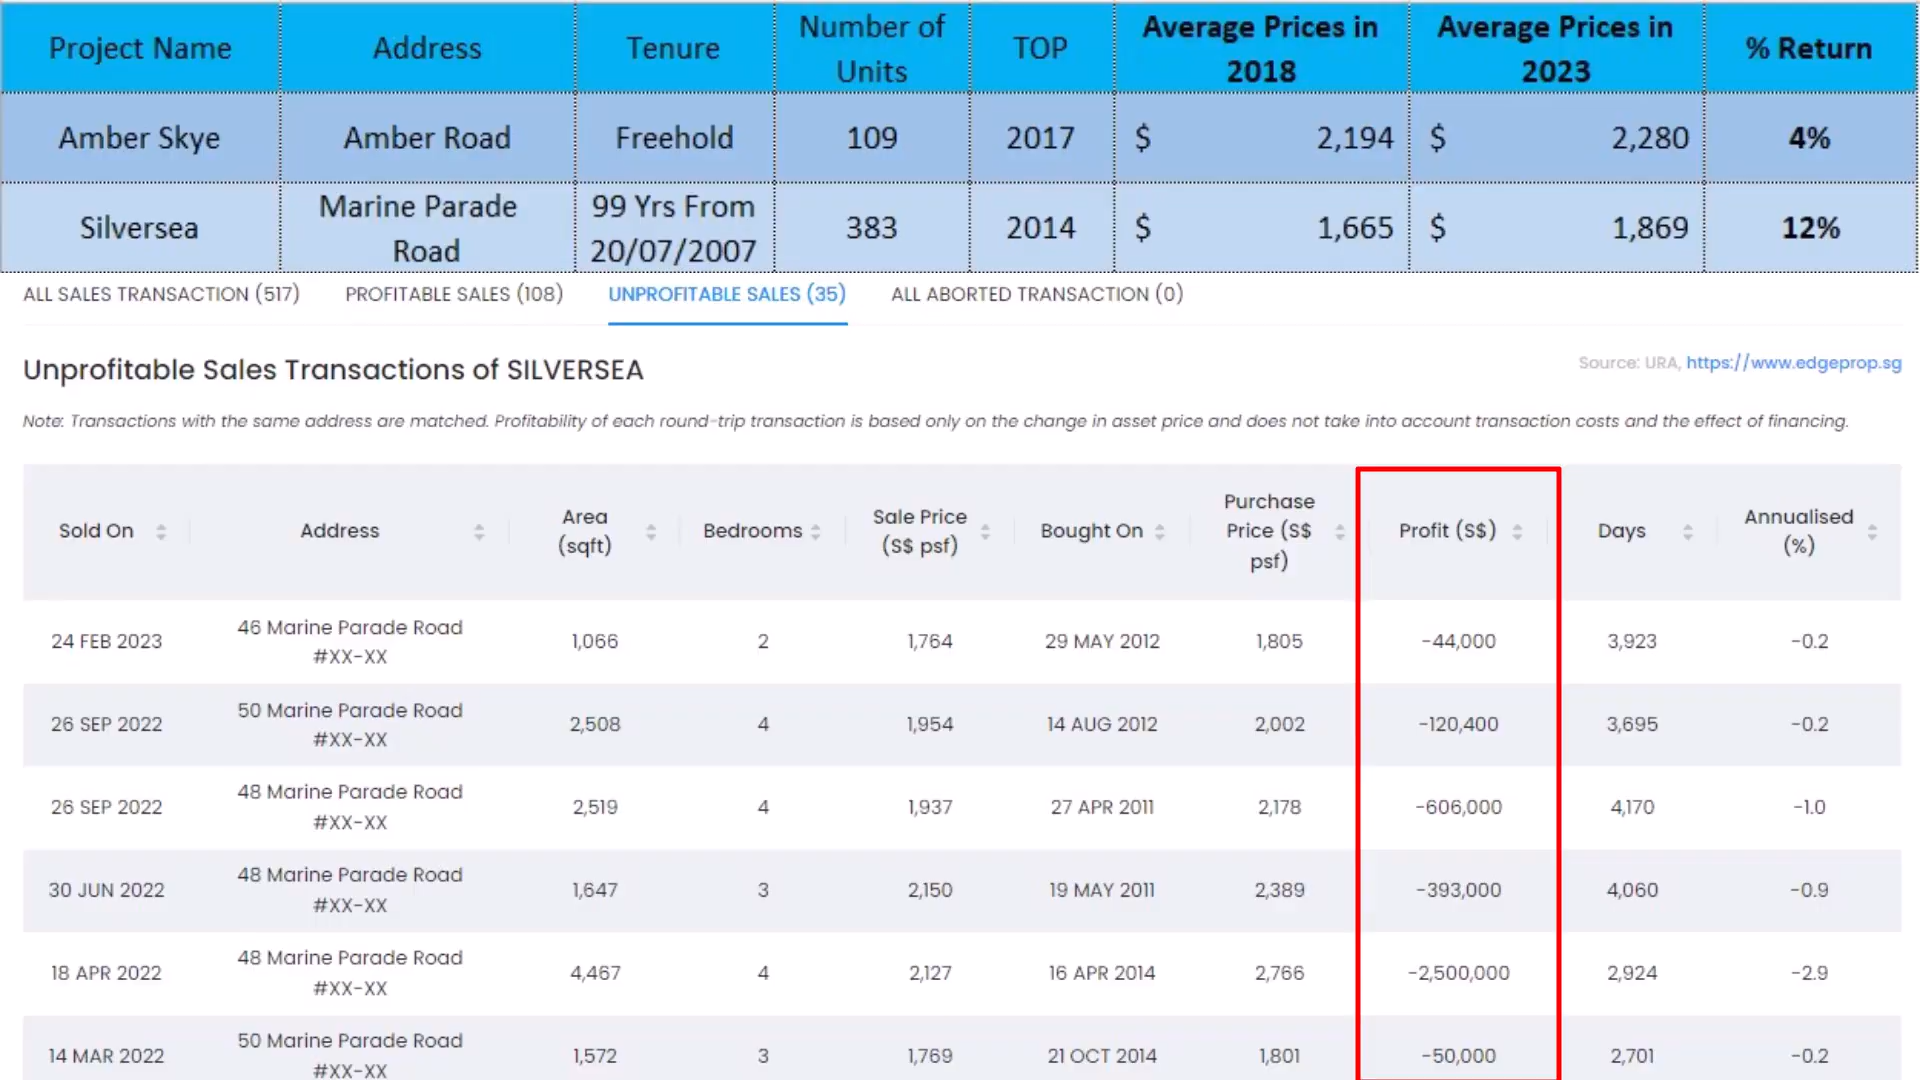 Project Name Address Tenure Number of Units TOP Average Prices in 2018 Average Prices in 2023 % Return
Amber Skye Amber Road Freehold 109 2017 $ 2,194 $ 2,280 4%
Silversea Marine Parade Road 99 Yrs From 20/07/2007 383 2014 $ 1,665 $ 1,869 12%
ALL SALES TRANSACTION (517) PROFITABLE SALES (108) UNPROFITABLE SALES (35) ALL ABORTED TRANSACTION (0)
Unprofitable Sales Transactions of SILVERSEA
Source: URA, https://www.edgeprop.sg
Note: Transactions with the same address are matched. Profitability of each round-trip transaction is based only on the change in asset price and does not take into account transaction costs and the effect of financing.
Sold On Address Area (sqft) Bedrooms Sale Price (S$ psf) Bought On Purchase Price (S$ psf) Profit (S$) Days Annualised (%)
24 FEB 2023 46 Marine Parade Road #XX-XX 1,066 2 1,764 29 MAY 2012 1,805 -44,000 3,923 -0.2
26 SEP 2022 50 Marine Parade Road #XX-XX 2,508 4 1,954 14 AUG 2012 2,002 -120,400 3,695 -0.2
26 SEP 2022 48 Marine Parade Road #XX-XX 2,519 4 1,937 27 APR 2011 2,178 -606,000 4,170 -1.0
30 JUN 2022 48 Marine Parade Road #XX-XX 1,647 3 2,150 19 MAY 2011 2,389 -393,000 4,060 -0.9
18 APR 2022 48 Marine Parade Road #XX-XX 4,467 4 2,127 16 APR 2014 2,766 -2,500,000 2,924 -2.9
14 MAR 2022 50 Marine Parade Road #XX-XX 1,572 3 1,769 21 OCT 2014 1,801 -50,000 2,701 -0.2